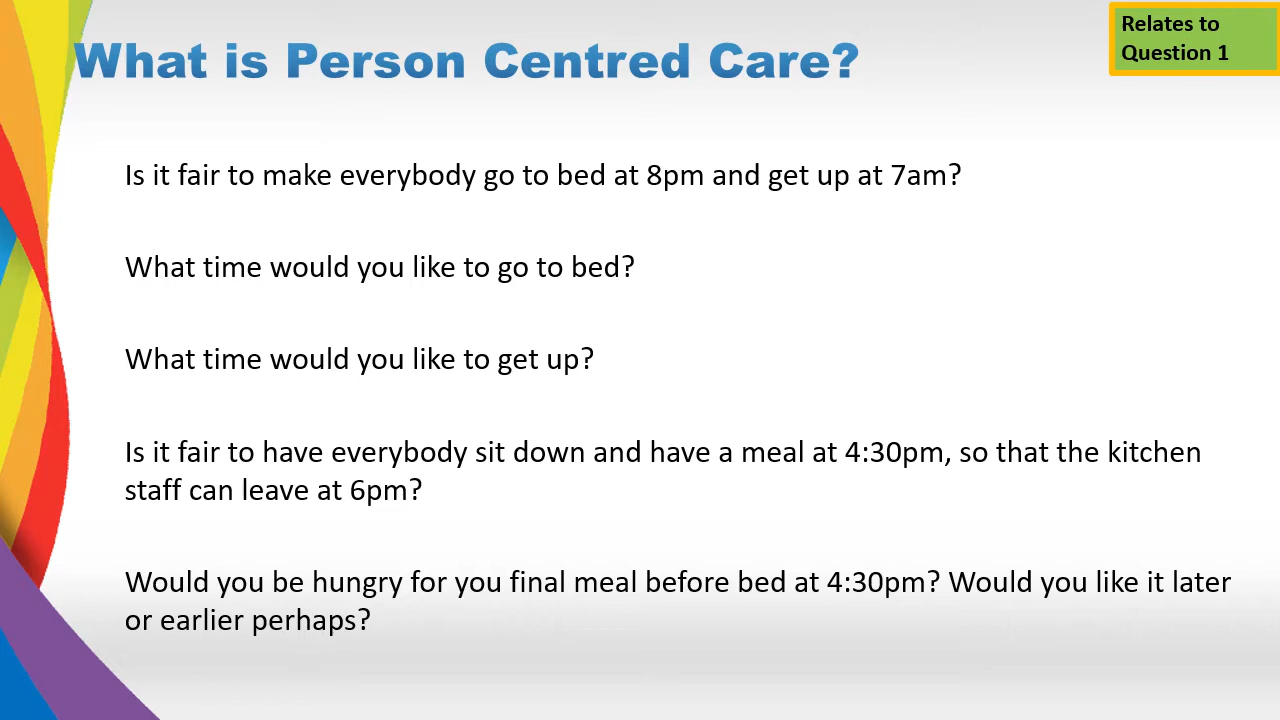 What is Person Centred Care?
Relates to
Question 1
Is it fair to make everybody go to bed at 8pm and get up at 7am?
What time would you like to go to bed?
What time would you like to get up?
Is it fair to have everybody sit down and have a meal at 4:30pm, so that the kitchen
staff can leave at 6pm?
Would you be hungry for you final meal before bed at 4:30pm? Would you like it later
or earlier perhaps?